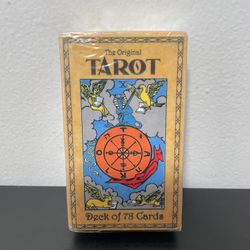 The Original
TAROT
X
Deck of 78 Cards